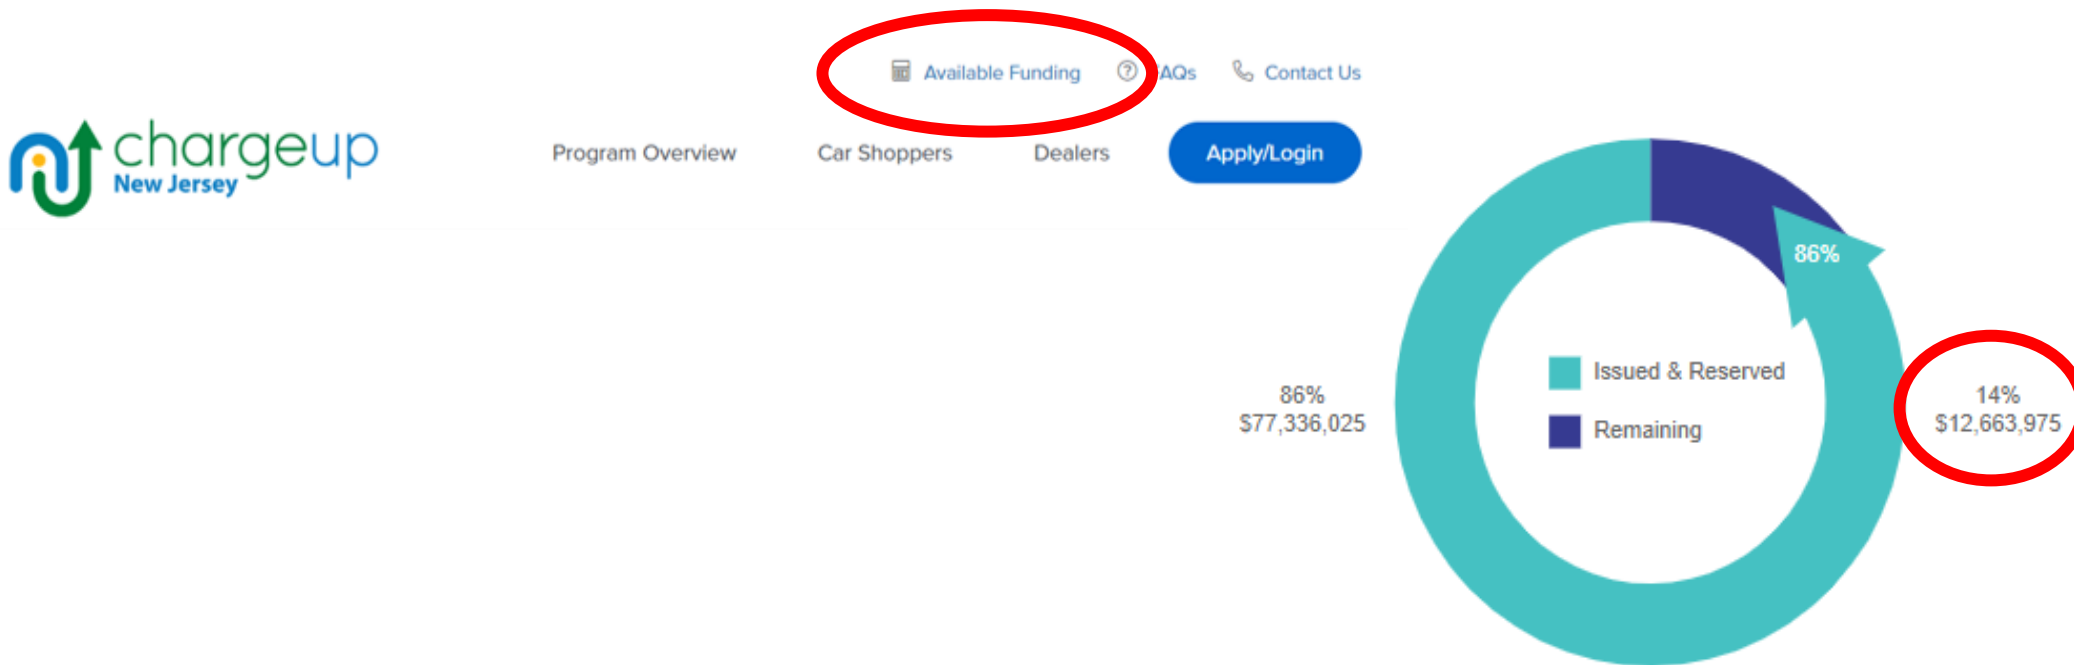 Available Funding
FAQs
Contact Us
chargeup
New Jersey
Program Overview
Car Shoppers
Dealers
Apply/Login
86%
86%
$77,336,025
Issued & Reserved
Remaining
14%
$12,663,975